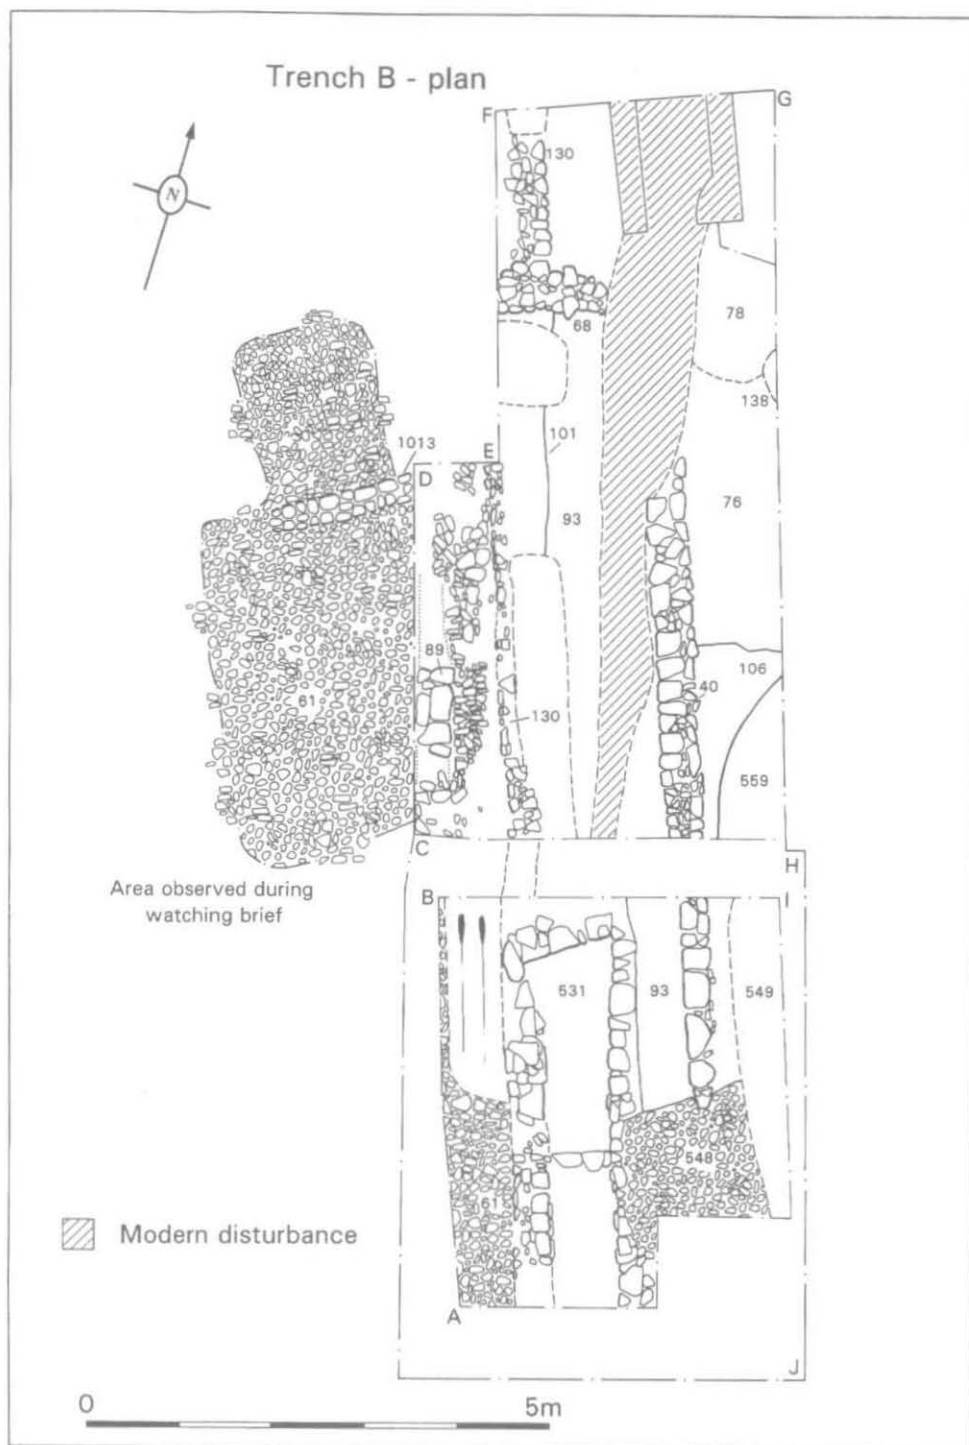 Trench B - plan
F
G
130
N
68
78
138
1013
101
E
D
93
76
89
106
61
40
130
559
C
H
Area observed during
watching brief
B
I
531
93
549
548
61
Modern disturbance
A
J
0
5m